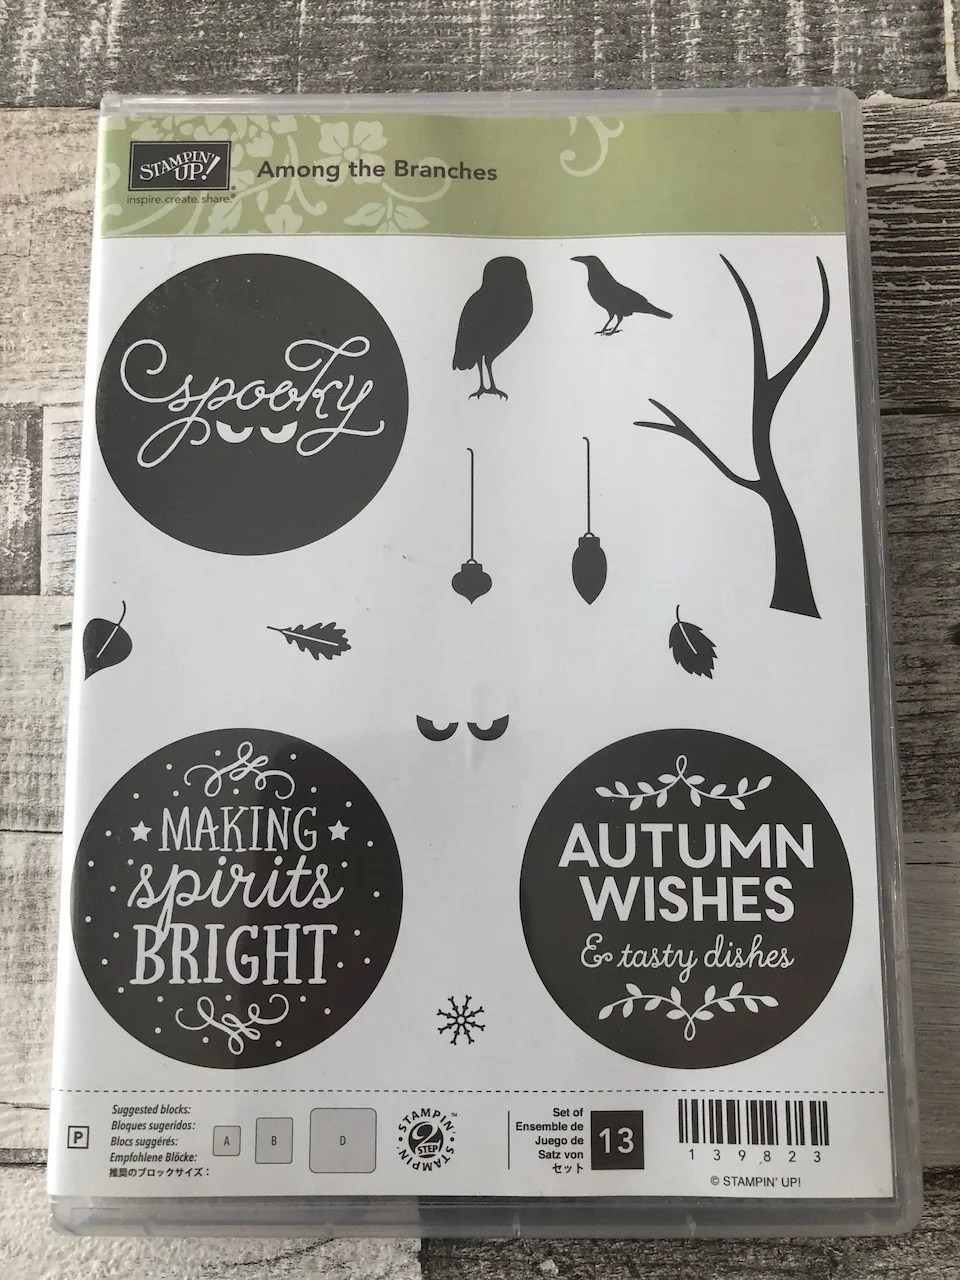 STAMPIN' UP!®
inspire. create. share.®
Among the Branches
spooky
MAKING
spirits
BRIGHT
AUTUMN
WISHES
& tasty dishes
P
Suggested blocks:
Bloques sugeridos:
Blocs suggérés:
Empfohlene Blöcke:
推奨のブロックサイズ：
A
B
D
STAMPIN'™
2
STEP
STAMPIN'
Set of
Ensemble de
Juego de
Satz von
セット
13
139823
© STAMPIN' UP!